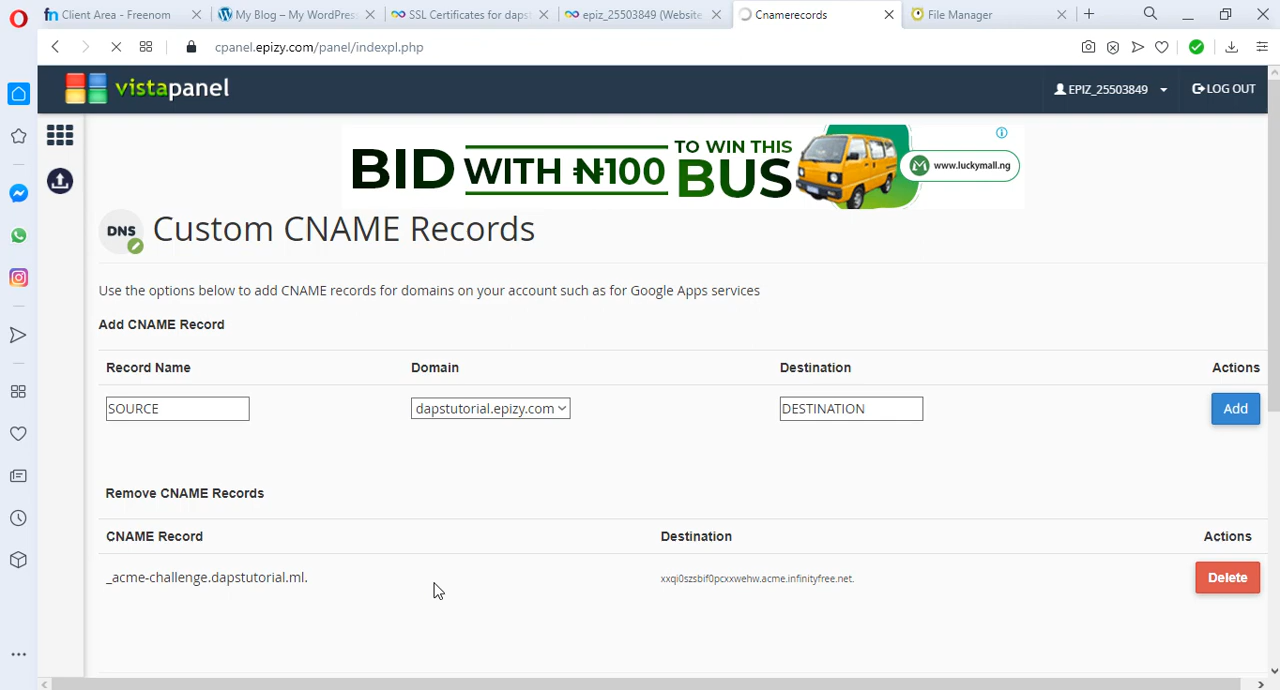 Client Area - Freenom
My Blog – My WordPress
SSL Certificates for daps
epiz_25503849 (Website
Cnamerecords
File Manager
cpanel.epizy.com/panel/indexpl.php
vistapanel
EPIZ_25503849
LOG OUT
BID WITH ₦100 TO WIN THIS BUS
www.luckymall.ng
DNS
Custom CNAME Records
Use the options below to add CNAME records for domains on your account such as for Google Apps services
Add CNAME Record
Record Name Domain Destination Actions
SOURCE dapstutorial.epizy.com DESTINATION Add
Remove CNAME Records
CNAME Record Destination Actions
_acme-challenge.dapstutorial.ml. xxqi0szsbif0pcxxwehw.acme.infinityfree.net. Delete